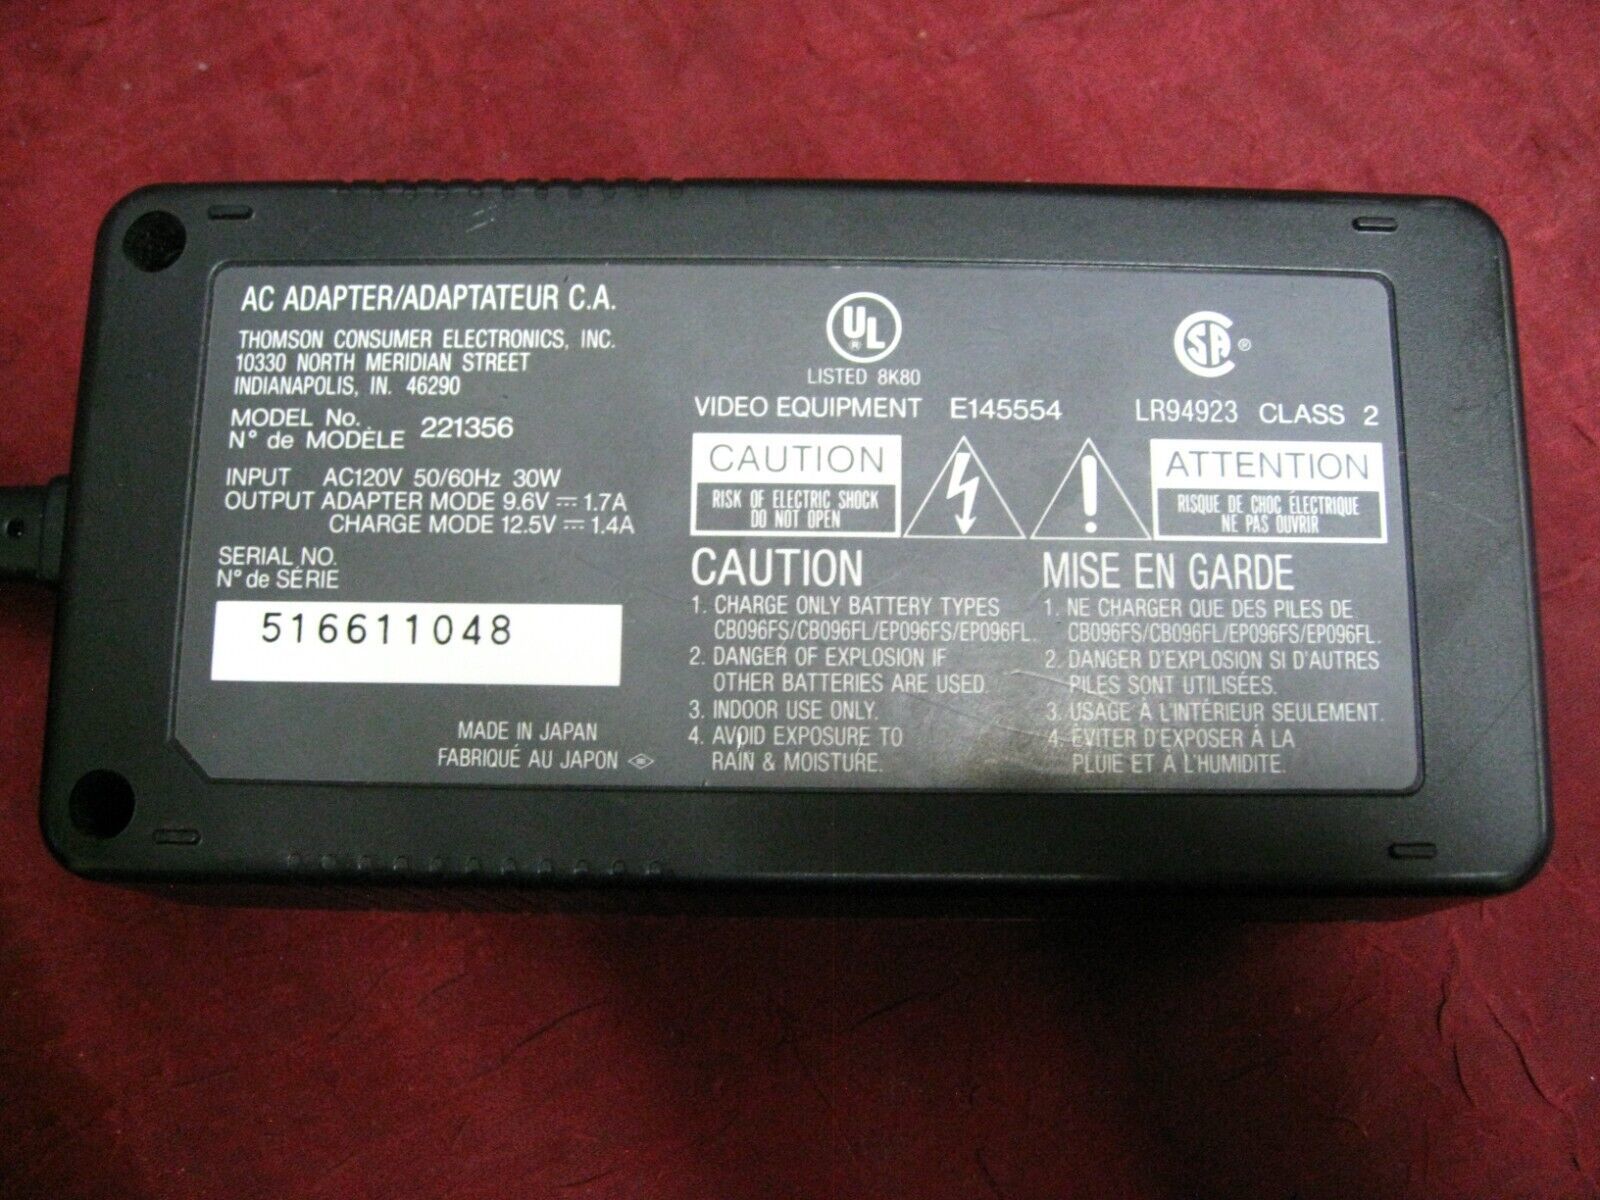 AC ADAPTER/ADAPTATEUR C.A.
THOMSON CONSUMER ELECTRONICS, INC.
10330 NORTH MERIDIAN STREET
INDIANAPOLIS, IN. 46290
MODEL No.
N° de MODÈLE 221356
INPUT AC120V 50/60Hz 30W
OUTPUT ADAPTER MODE 9.6V ⎓ 1.7A
CHARGE MODE 12.5V ⎓ 1.4A
SERIAL NO.
N° de SÉRIE
516611048
MADE IN JAPAN
FABRIQUÉ AU JAPON
UL ®
LISTED 8K80
VIDEO EQUIPMENT E145554
SA ®
LR94923 CLASS 2
CAUTION
RISK OF ELECTRIC SHOCK
DO NOT OPEN
!
ATTENTION
RISQUE DE CHOC ÉLECTRIQUE
NE PAS OUVRIR
CAUTION
1. CHARGE ONLY BATTERY TYPES
CB096FS/CB096FL/EP096FS/EP096FL.
2. DANGER OF EXPLOSION IF
OTHER BATTERIES ARE USED.
3. INDOOR USE ONLY.
4. AVOID EXPOSURE TO
RAIN & MOISTURE.
MISE EN GARDE
1. NE CHARGER QUE DES PILES DE
CB096FS/CB096FL/EP096FS/EP096FL.
2. DANGER D'EXPLOSION SI D'AUTRES
PILES SONT UTILISÉES.
3. USAGE À L'INTÉRIEUR SEULEMENT.
4. ÉVITER D'EXPOSER À LA
PLUIE ET À L'HUMIDITE.